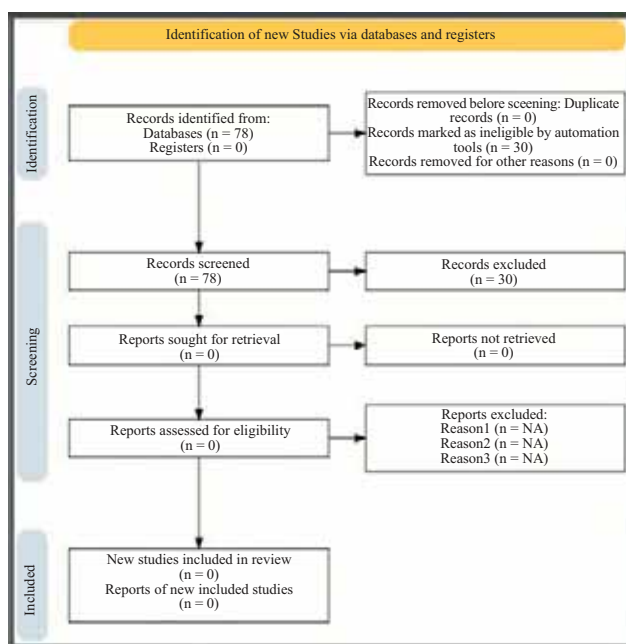 Identification of new Studies via databases and registers
Identification
Records identified from:
Databases (n = 78)
Registers (n = 0)
Records removed before sceening: Duplicate
records (n = 0)
Records marked as ineligible by automation
tools (n = 30)
Records removed for other reasons (n = 0)
Screening
Records screened
(n = 78)
Records excluded
(n = 30)
Reports sought for retrieval
(n = 0)
Reports not retrieved
(n = 0)
Reports assessed for eligibility
(n = 0)
Reports excluded:
Reason1 (n = NA)
Reason2 (n = NA)
Reason3 (n = NA)
Included
New studies included in review
(n = 0)
Reports of new included studies
(n = 0)